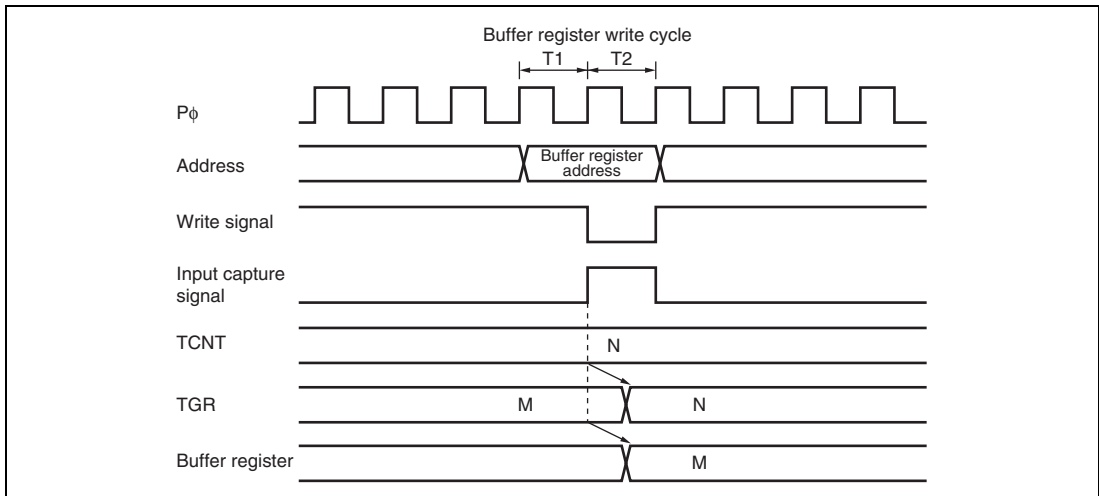 Buffer register write cycle
T1 T2
Pϕ
Address
Buffer register
address
Write signal
Input capture
signal
TCNT
N
TGR
M N
Buffer register
M